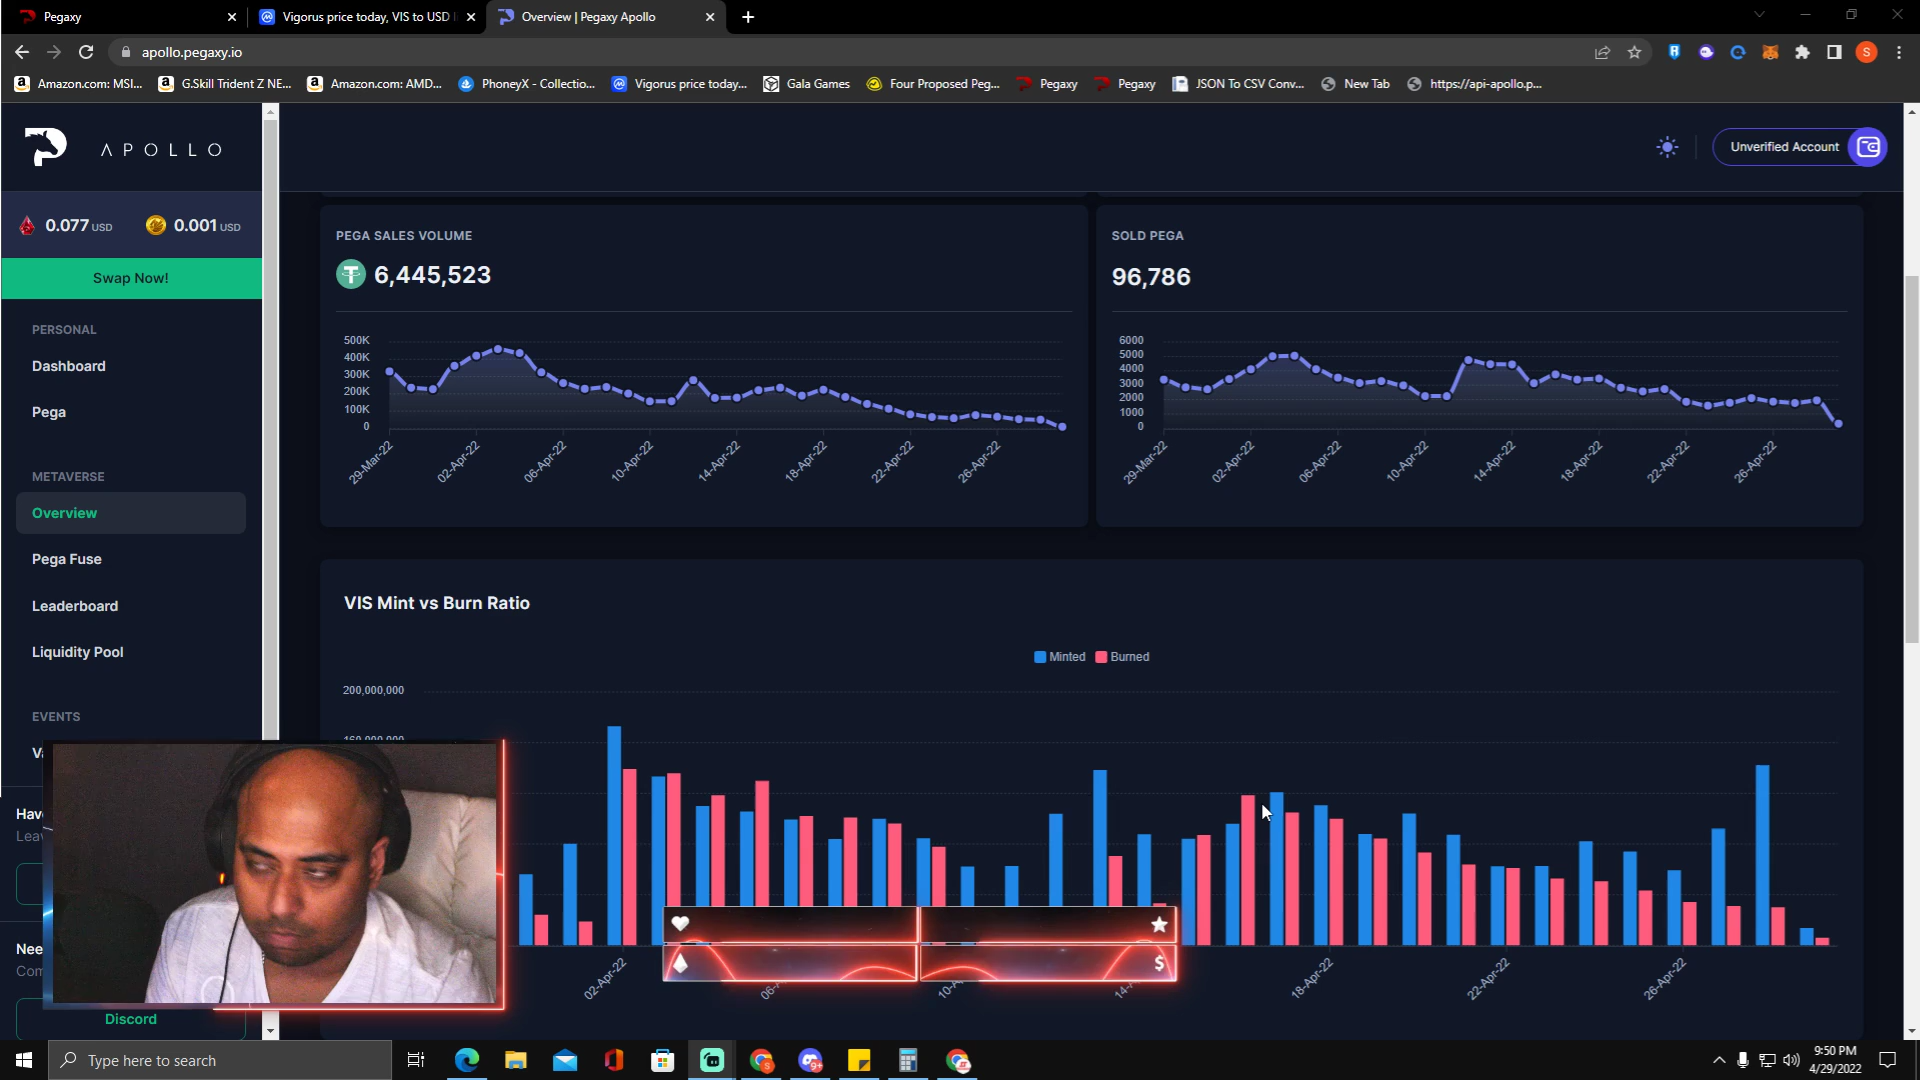 Pegaxy
Vigorus price today, VIS to USD
Overview | Pegaxy Apollo
apollo.pegaxy.io
S
Amazon.com: MSI...
G.Skill Trident Z NE...
Amazon.com: AMD...
PhoneyX - Collectio...
Vigorus price today...
Gala Games
Four Proposed Peg...
Pegaxy
Pegaxy
JSON To CSV Conv...
New Tab
https://api-apollo.p...
APOLLO
Unverified Account
0.077 USD
0.001 USD
Swap Now!
PERSONAL
Dashboard
Pega
METAVERSE
Overview
Pega Fuse
Leaderboard
Liquidity Pool
EVENTS
Discord
PEGA SALES VOLUME
6,445,523
500K
400K
300K
200K
100K
0
29-Mar-22
02-Apr-22
06-Apr-22
10-Apr-22
14-Apr-22
18-Apr-22
22-Apr-22
26-Apr-22
SOLD PEGA
96,786
6000
5000
4000
3000
2000
1000
0
29-Mar-22
02-Apr-22
06-Apr-22
10-Apr-22
14-Apr-22
18-Apr-22
22-Apr-22
26-Apr-22
VIS Mint vs Burn Ratio
Minted
Burned
200,000,000
02-Apr-22
18-Apr-22
22-Apr-22
26-Apr-22
$
Type here to search
9+
9:50 PM
4/29/2022